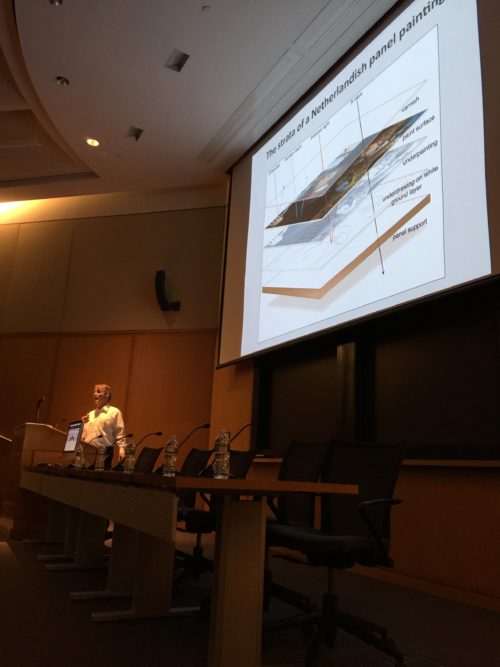 The strata of a Netherlandish panel painting
varnish
paint surface
underpainting
underdrawing on white
ground layer
panel support